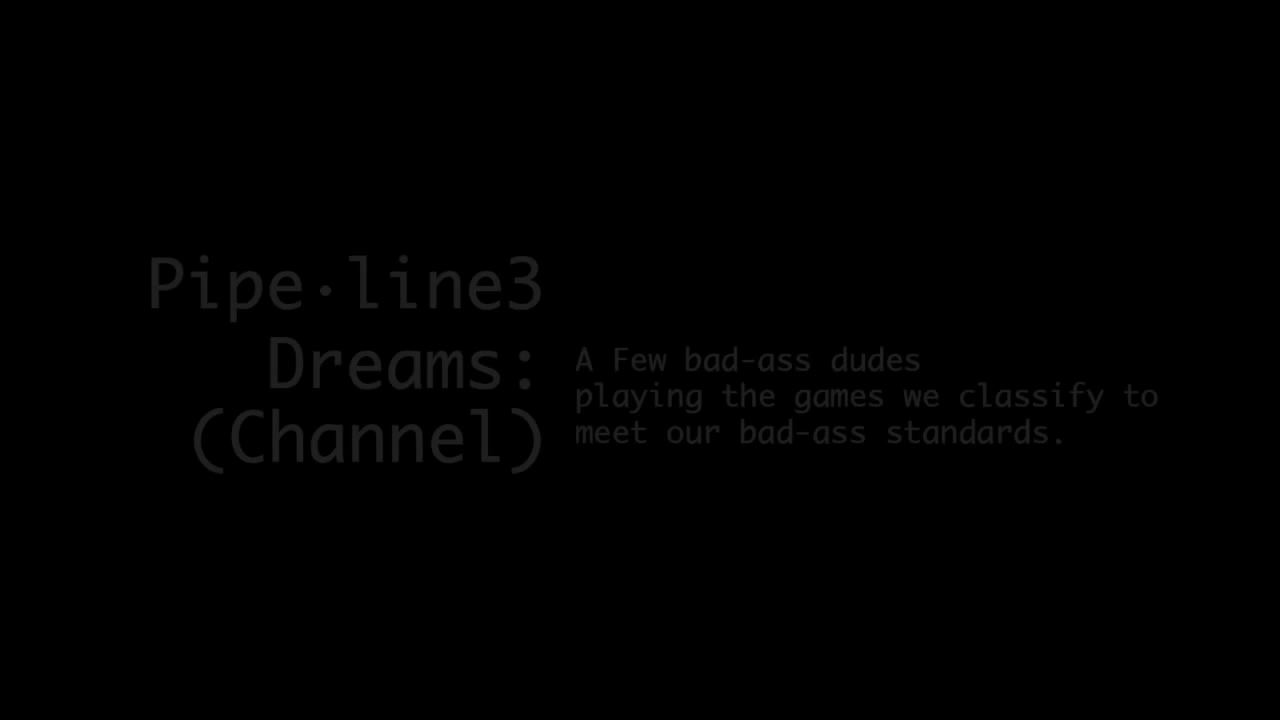 Pipe·line3
Dreams:
(Channel)
A Few bad-ass dudes
playing the games we classify to
meet our bad-ass standards.